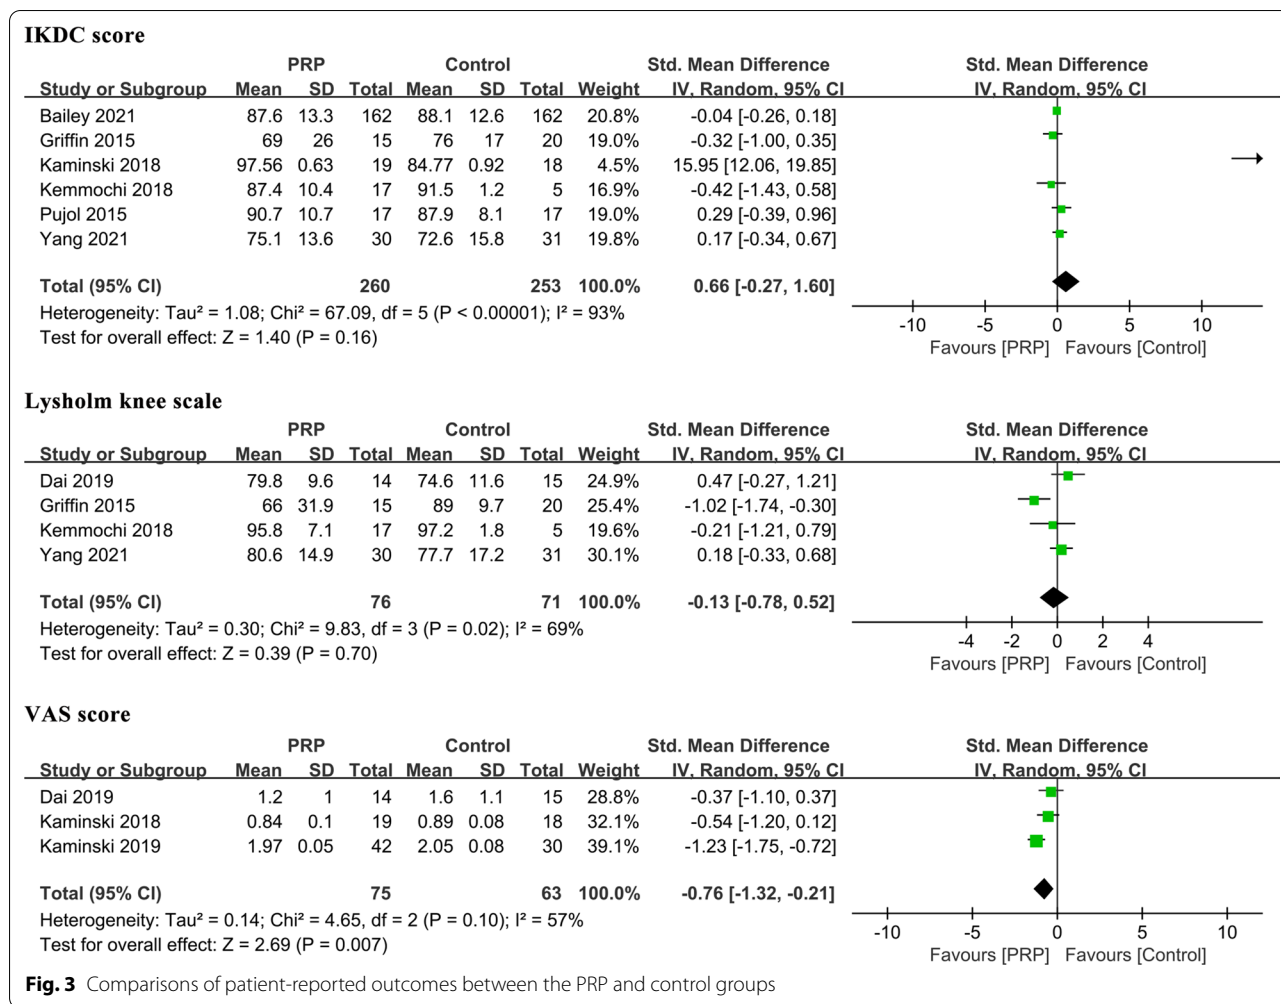 IKDC score
PRP Control Std. Mean Difference Std. Mean Difference
Study or Subgroup Mean SD Total Mean SD Total Weight IV, Random, 95% CI IV, Random, 95% CI
Bailey 2021 87.6 13.3 162 88.1 12.6 162 20.8% -0.04 [-0.26, 0.18]
Griffin 2015 69 26 15 76 17 20 19.0% -0.32 [-1.00, 0.35]
Kaminski 2018 97.56 0.63 19 84.77 0.92 18 4.5% 15.95 [12.06, 19.85]
Kemmochi 2018 87.4 10.4 17 91.5 1.2 5 16.9% -0.42 [-1.43, 0.58]
Pujol 2015 90.7 10.7 17 87.9 8.1 17 19.0% 0.29 [-0.39, 0.96]
Yang 2021 75.1 13.6 30 72.6 15.8 31 19.8% 0.17 [-0.34, 0.67]
Total (95% CI) 260 253 100.0% 0.66 [-0.27, 1.60]
Heterogeneity: Tau² = 1.08; Chi² = 67.09, df = 5 (P < 0.00001); I² = 93%
Test for overall effect: Z = 1.40 (P = 0.16)
-10 -5 0 5 10
Favours [PRP] Favours [Control]
Lysholm knee scale
PRP Control Std. Mean Difference Std. Mean Difference
Study or Subgroup Mean SD Total Mean SD Total Weight IV, Random, 95% CI IV, Random, 95% CI
Dai 2019 79.8 9.6 14 74.6 11.6 15 24.9% 0.47 [-0.27, 1.21]
Griffin 2015 66 31.9 15 89 9.7 20 25.4% -1.02 [-1.74, -0.30]
Kemmochi 2018 95.8 7.1 17 97.2 1.8 5 19.6% -0.21 [-1.21, 0.79]
Yang 2021 80.6 14.9 30 77.7 17.2 31 30.1% 0.18 [-0.33, 0.68]
Total (95% CI) 76 71 100.0% -0.13 [-0.78, 0.52]
Heterogeneity: Tau² = 0.30; Chi² = 9.83, df = 3 (P = 0.02); I² = 69%
Test for overall effect: Z = 0.39 (P = 0.70)
-4 -2 0 2 4
Favours [PRP] Favours [Control]
VAS score
PRP Control Std. Mean Difference Std. Mean Difference
Study or Subgroup Mean SD Total Mean SD Total Weight IV, Random, 95% CI IV, Random, 95% CI
Dai 2019 1.2 1 14 1.6 1.1 15 28.8% -0.37 [-1.10, 0.37]
Kaminski 2018 0.84 0.1 19 0.89 0.08 18 32.1% -0.54 [-1.20, 0.12]
Kaminski 2019 1.97 0.05 42 2.05 0.08 30 39.1% -1.23 [-1.75, -0.72]
Total (95% CI) 75 63 100.0% -0.76 [-1.32, -0.21]
Heterogeneity: Tau² = 0.14; Chi² = 4.65, df = 2 (P = 0.10); I² = 57%
Test for overall effect: Z = 2.69 (P = 0.007)
-10 -5 0 5 10
Favours [PRP] Favours [Control]
Fig. 3 Comparisons of patient-reported outcomes between the PRP and control groups